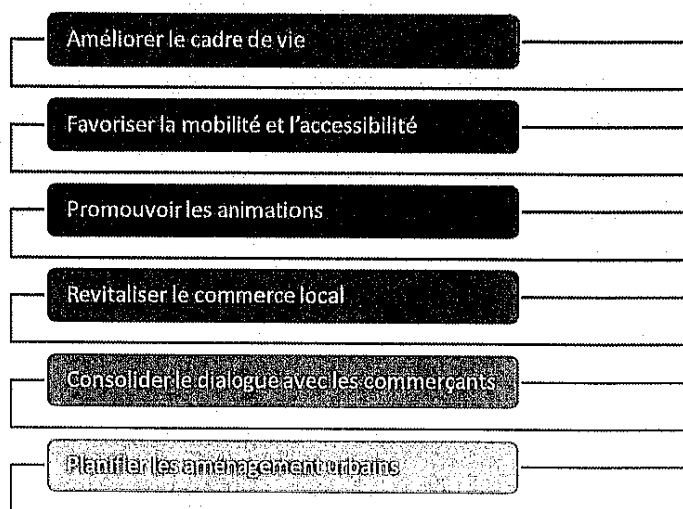 Améliorer le cadre de vie
Favoriser la mobilité et l'accessibilité
Promouvoir les animations
Revitaliser le commerce local
Consolider le dialogue avec les commerçants
Planifier les aménagement urbains